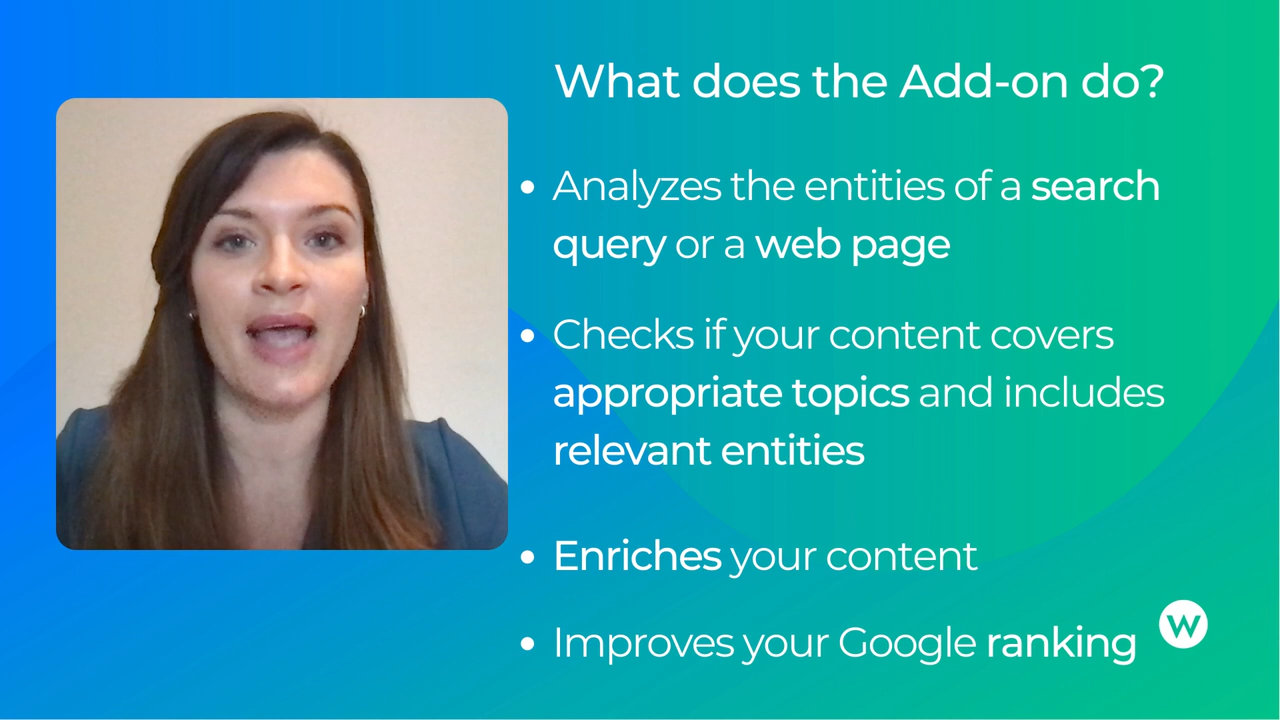 What does the Add-on do?
• Analyzes the entities of a search
query or a web page
• Checks if your content covers
appropriate topics and includes
relevant entities
• Enriches your content
• Improves your Google ranking
W